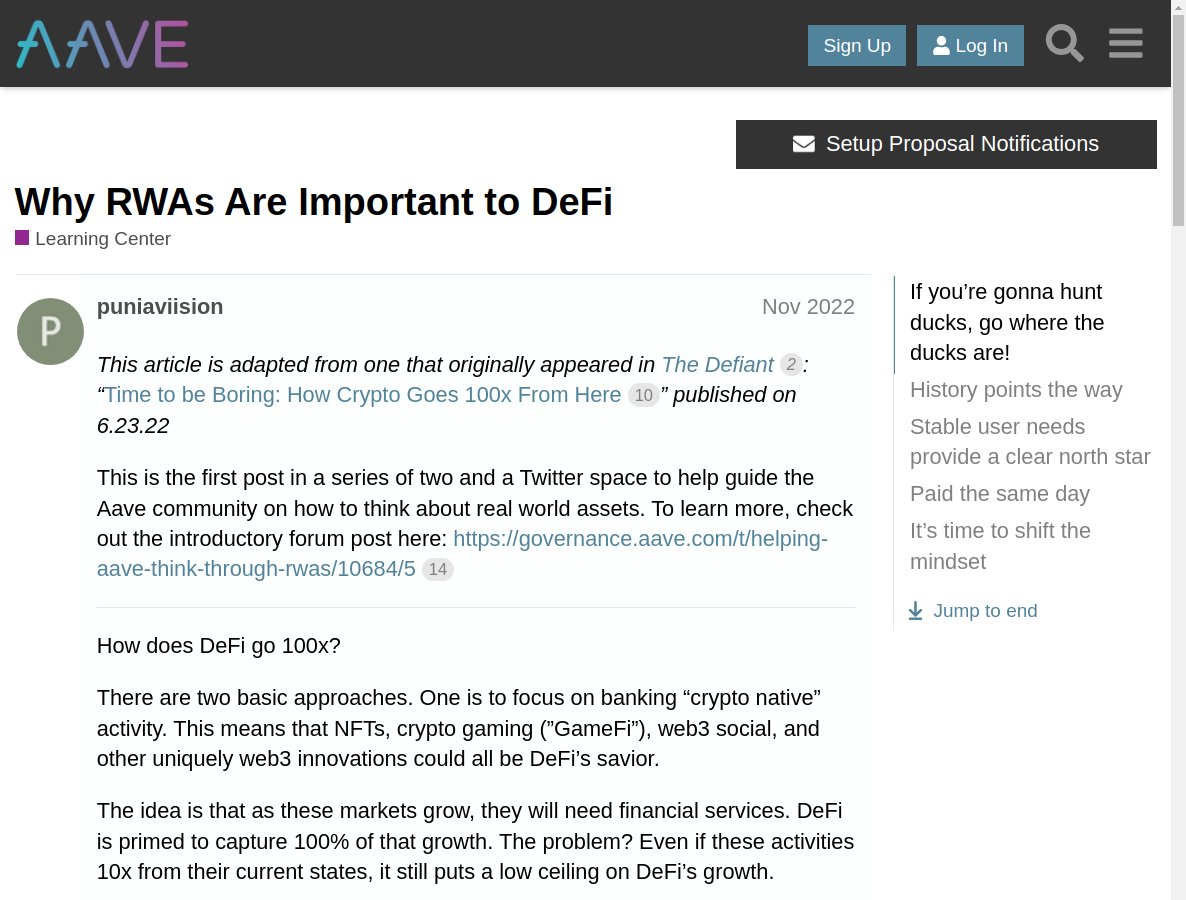 AAVE
Sign Up
Log In
Setup Proposal Notifications
Why RWAs Are Important to DeFi
Learning Center
P
puniaviision
Nov 2022
This article is adapted from one that originally appeared in The Defiant 2 :
“Time to be Boring: How Crypto Goes 100x From Here 10 ” published on
6.23.22
This is the first post in a series of two and a Twitter space to help guide the
Aave community on how to think about real world assets. To learn more, check
out the introductory forum post here: https://governance.aave.com/t/helping-
aave-think-through-rwas/10684/5 14
How does DeFi go 100x?
There are two basic approaches. One is to focus on banking “crypto native”
activity. This means that NFTs, crypto gaming (”GameFi”), web3 social, and
other uniquely web3 innovations could all be DeFi’s savior.
The idea is that as these markets grow, they will need financial services. DeFi
is primed to capture 100% of that growth. The problem? Even if these activities
10x from their current states, it still puts a low ceiling on DeFi’s growth.
If you’re gonna hunt
ducks, go where the
ducks are!
History points the way
Stable user needs
provide a clear north star
Paid the same day
It’s time to shift the
mindset
Jump to end